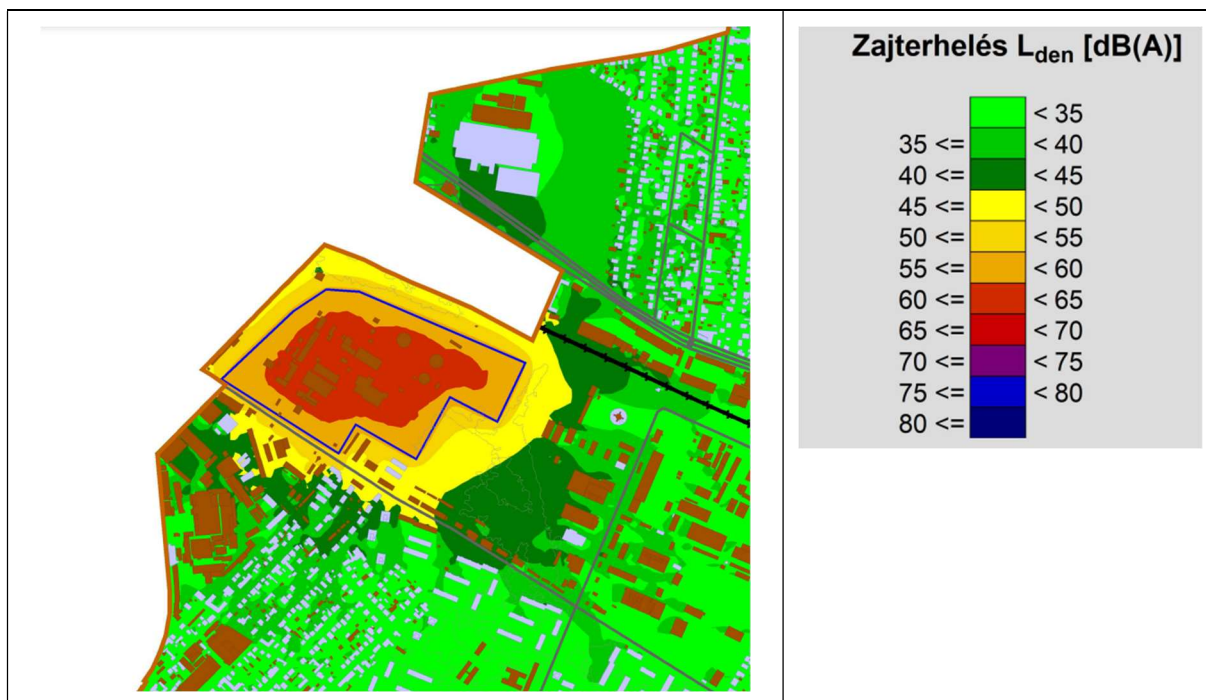 Zajterhelés Lden [dB(A)]
< 35
35 <= < 40
40 <= < 45
45 <= < 50
50 <= < 55
55 <= < 60
60 <= < 65
65 <= < 70
70 <= < 75
75 <= < 80
80 <=